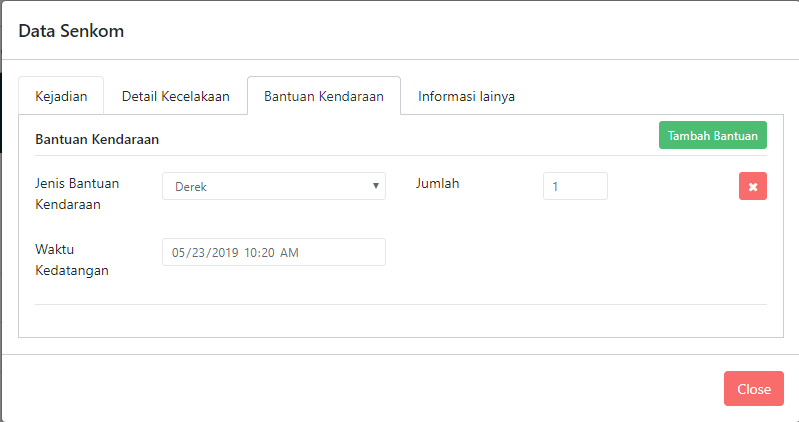 Data Senkom
Kejadian
Detail Kecelakaan
Bantuan Kendaraan
Informasi lainya
Bantuan Kendaraan
Tambah Bantuan
Jenis Bantuan
Kendaraan
Derek
Jumlah
1
Waktu
Kedatangan
05/23/2019 10:20 AM
Close